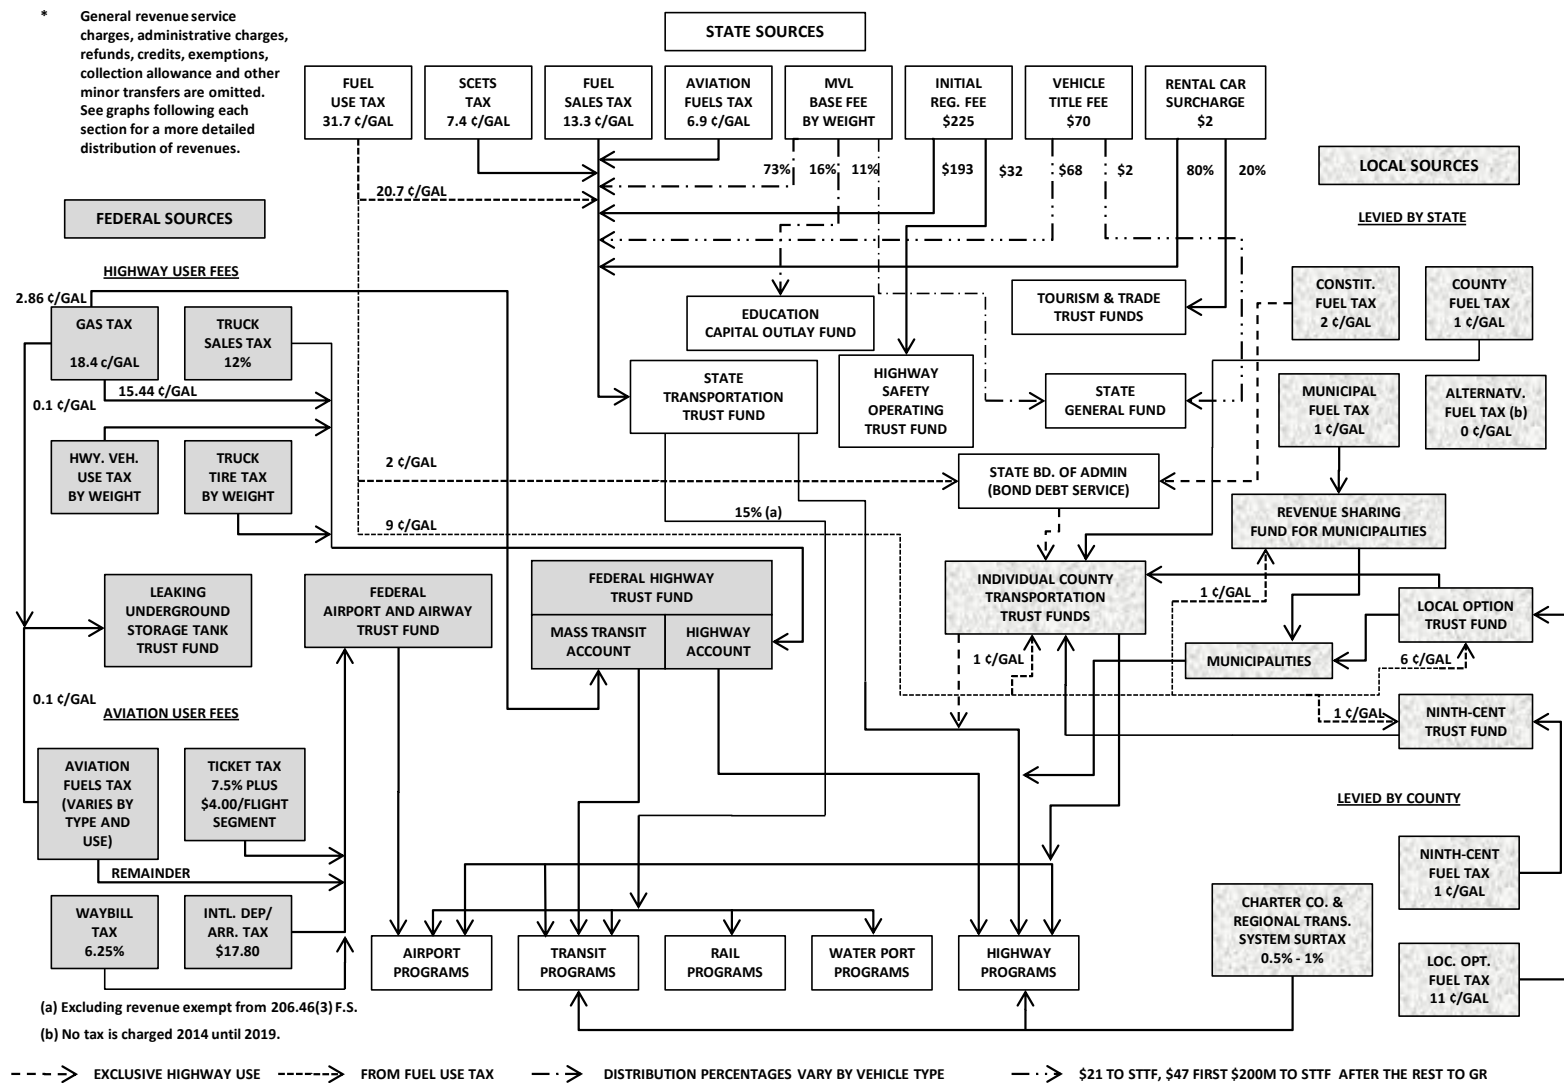 * General revenue service
charges, administrative charges,
refunds, credits, exemptions,
collection allowance and other
minor transfers are omitted.
See graphs following each
section for a more detailed
distribution of revenues.
STATE SOURCES
FUEL
USE TAX
31.7 ¢/GAL
SCETS
TAX
7.4 ¢/GAL
FUEL
SALES TAX
13.3 ¢/GAL
AVIATION
FUELS TAX
6.9 ¢/GAL
MVL
BASE FEE
BY WEIGHT
INITIAL
REG. FEE
$225
VEHICLE
TITLE FEE
$70
RENTAL CAR
SURCHARGE
$2
73%
16%
11%
$193
$32
$68
$2
80%
20%
20.7 ¢/GAL
LOCAL SOURCES
LEVIED BY STATE
FEDERAL SOURCES
HIGHWAY USER FEES
2.86 ¢/GAL
GAS TAX
18.4 c/GAL
TRUCK
SALES TAX
12%
15.44 ¢/GAL
0.1 ¢/GAL
HWY. VEH.
USE TAX
BY WEIGHT
TRUCK
TIRE TAX
BY WEIGHT
EDUCATION
CAPITAL OUTLAY FUND
TOURISM & TRADE
TRUST FUNDS
CONSTIT.
FUEL TAX
2 ¢/GAL
COUNTY
FUEL TAX
1 ¢/GAL
STATE
TRANSPORTATION
TRUST FUND
HIGHWAY
SAFETY
OPERATING
TRUST FUND
STATE
GENERAL FUND
MUNICIPAL
FUEL TAX
1 ¢/GAL
ALTERNATV.
FUEL TAX (b)
0 ¢/GAL
2 ¢/GAL
STATE BD. OF ADMIN
(BOND DEBT SERVICE)
REVENUE SHARING
FUND FOR MUNICIPALITIES
9 ¢/GAL
15% (a)
LEAKING
UNDERGROUND
STORAGE TANK
TRUST FUND
FEDERAL
AIRPORT AND AIRWAY
TRUST FUND
FEDERAL HIGHWAY
TRUST FUND
MASS TRANSIT
ACCOUNT
HIGHWAY
ACCOUNT
INDIVIDUAL COUNTY
TRANSPORTATION
TRUST FUNDS
1 ¢/GAL
LOCAL OPTION
TRUST FUND
1 ¢/GAL
MUNICIPALITIES
6 ¢/GAL
0.1 ¢/GAL
AVIATION USER FEES
1 ¢/GAL
NINTH-CENT
TRUST FUND
AVIATION
FUELS TAX
(VARIES BY
TYPE AND
USE)
TICKET TAX
7.5% PLUS
$4.00/FLIGHT
SEGMENT
LEVIED BY COUNTY
REMAINDER
NINTH-CENT
FUEL TAX
1 ¢/GAL
WAYBILL
TAX
6.25%
INTL. DEP/
ARR. TAX
$17.80
AIRPORT
PROGRAMS
TRANSIT
PROGRAMS
RAIL
PROGRAMS
WATER PORT
PROGRAMS
HIGHWAY
PROGRAMS
CHARTER CO. &
REGIONAL TRANS.
SYSTEM SURTAX
0.5% - 1%
LOC. OPT.
FUEL TAX
11 ¢/GAL
(a) Excluding revenue exempt from 206.46(3) F.S.
(b) No tax is charged 2014 until 2019.
EXCLUSIVE HIGHWAY USE
FROM FUEL USE TAX
DISTRIBUTION PERCENTAGES VARY BY VEHICLE TYPE
$21 TO STTF, $47 FIRST $200M TO STTF AFTER THE REST TO GR